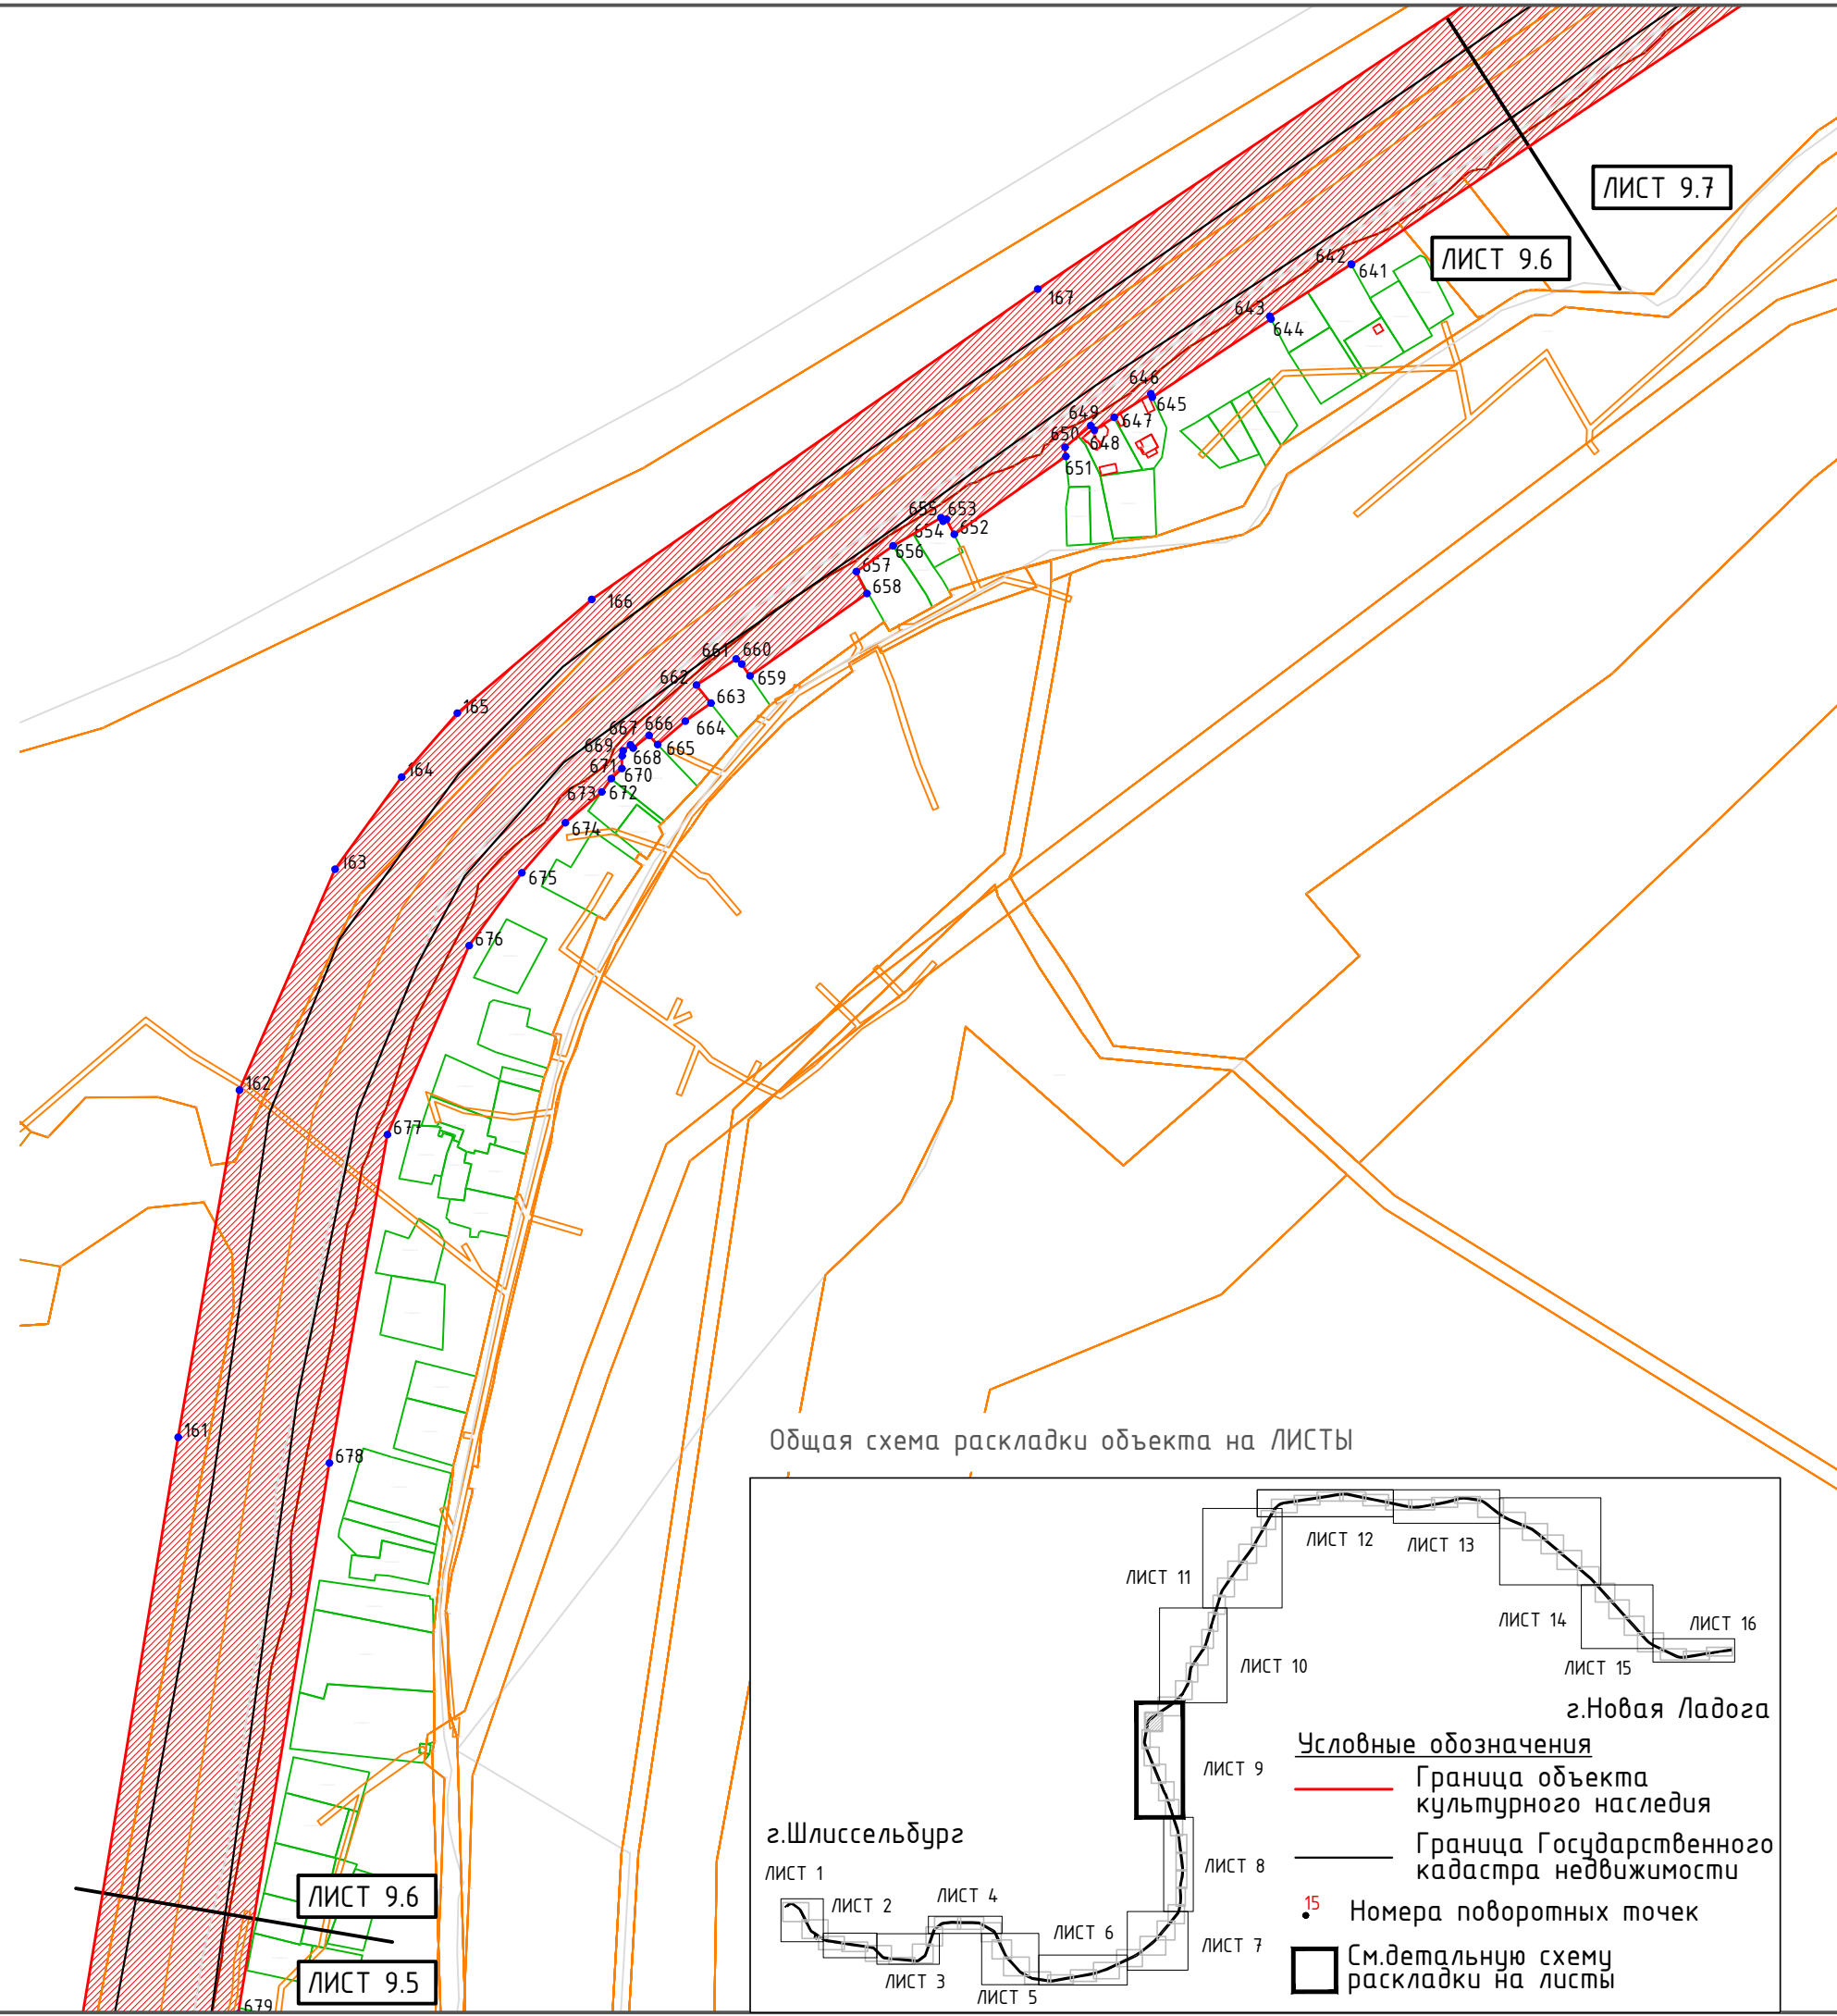 ЛИСТ 9.7
ЛИСТ 9.6
642
641
167
643
644
646
645
649
647
650
648
651
655
653
654
652
656
657
658
166
661
660
659
662
663
165
664
667
666
665
669
668
164
671
670
673
672
674
163
675
676
162
677
161
678
Общая схема раскладки объекта на ЛИСТЫ
ЛИСТ 12
ЛИСТ 13
ЛИСТ 11
ЛИСТ 14
ЛИСТ 16
ЛИСТ 10
ЛИСТ 15
г.Новая Ладога
ЛИСТ 9
Условные обозначения
Граница объекта
культурного наследия
г.Шлиссельбург
Граница Государственного
кадастра недвижимости
ЛИСТ 8
ЛИСТ 1
ЛИСТ 2
ЛИСТ 4
15
Номера поворотных точек
ЛИСТ 6
ЛИСТ 7
ЛИСТ 3
ЛИСТ 5
См.детальную схему
раскладки на листы
ЛИСТ 9.6
ЛИСТ 9.5
679